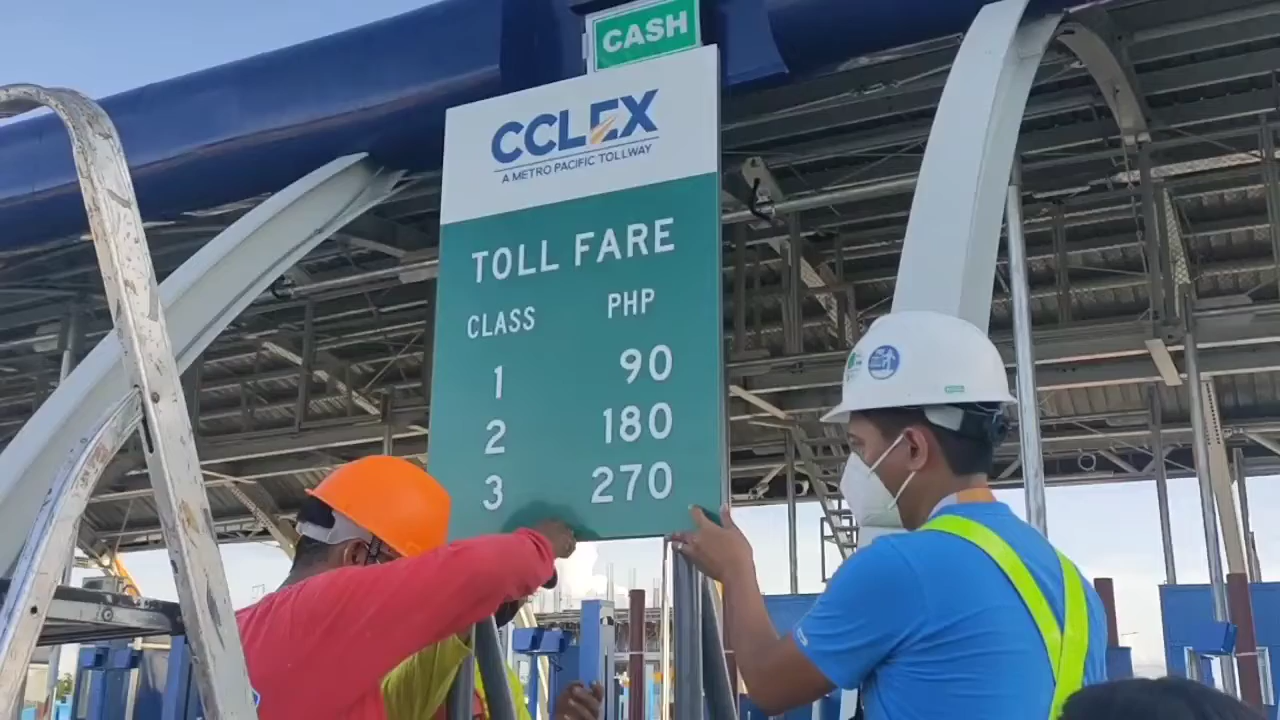 CASH
CCLEX
A METRO PACIFIC TOLLWAY
TOLL FARE
CLASS PHP
1 90
2 180
3 270